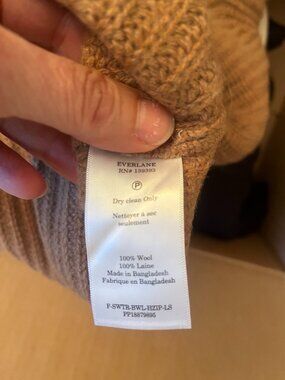 EVERLANE
RN# 139393
P
Dry clean Only
Nettoyer a sec
seulement
100% Wool
100% Laine
Made in Bangladesh
Fabrique en Bangladesh
F-SWTR-BWL-HZIP-LS
PP18879895